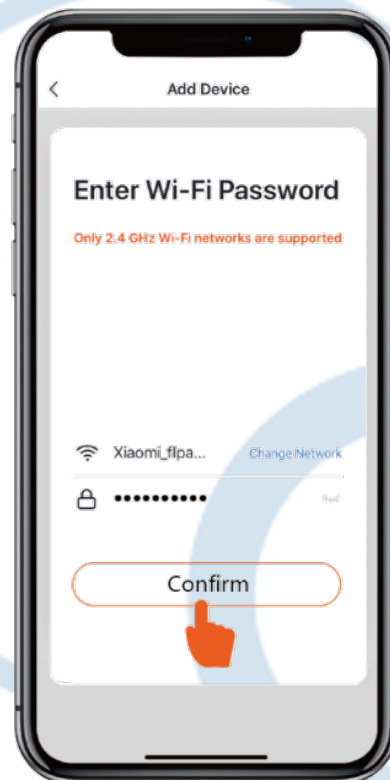 Add Device
Enter Wi-Fi Password
Only 2.4 GHz Wi-Fi networks are supported
Xiaomi_flpa... Change Network
••••••••••
Confirm